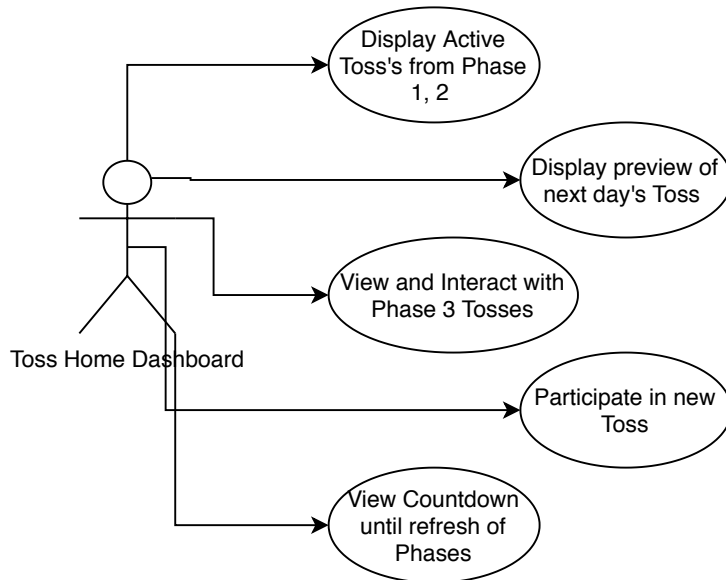 Display Active
Toss's from Phase
1, 2
Display preview of
next day's Toss
View and Interact with
Phase 3 Tosses
Toss Home Dashboard
Participate in new
Toss
View Countdown
until refresh of
Phases